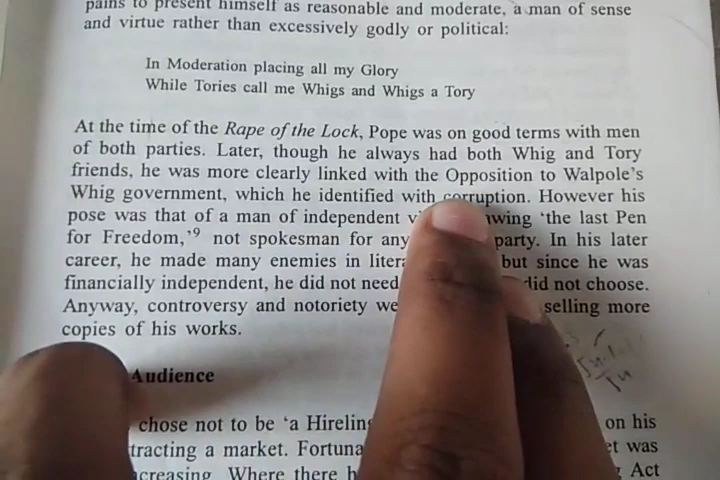 pains to present himself as reasonable and moderate, a man of sense
and virtue rather than excessively godly or political:
In Moderation placing all my Glory
While Tories call me Whigs and Whigs a Tory
At the time of the Rape of the Lock, Pope was on good terms with men
of both parties. Later, though he always had both Whig and Tory
friends, he was more clearly linked with the Opposition to Walpole's
Whig government, which he identified with corruption. However his
pose was that of a man of independent wing 'the last Pen
for Freedom,'9 not spokesman for any party. In his later
career, he made many enemies in but since he was
financially independent, he did not need did not choose.
Anyway, controversy and notoriety selling more
copies of his works.
Audience
chose not to be 'a on his
a market. was
Where there Act